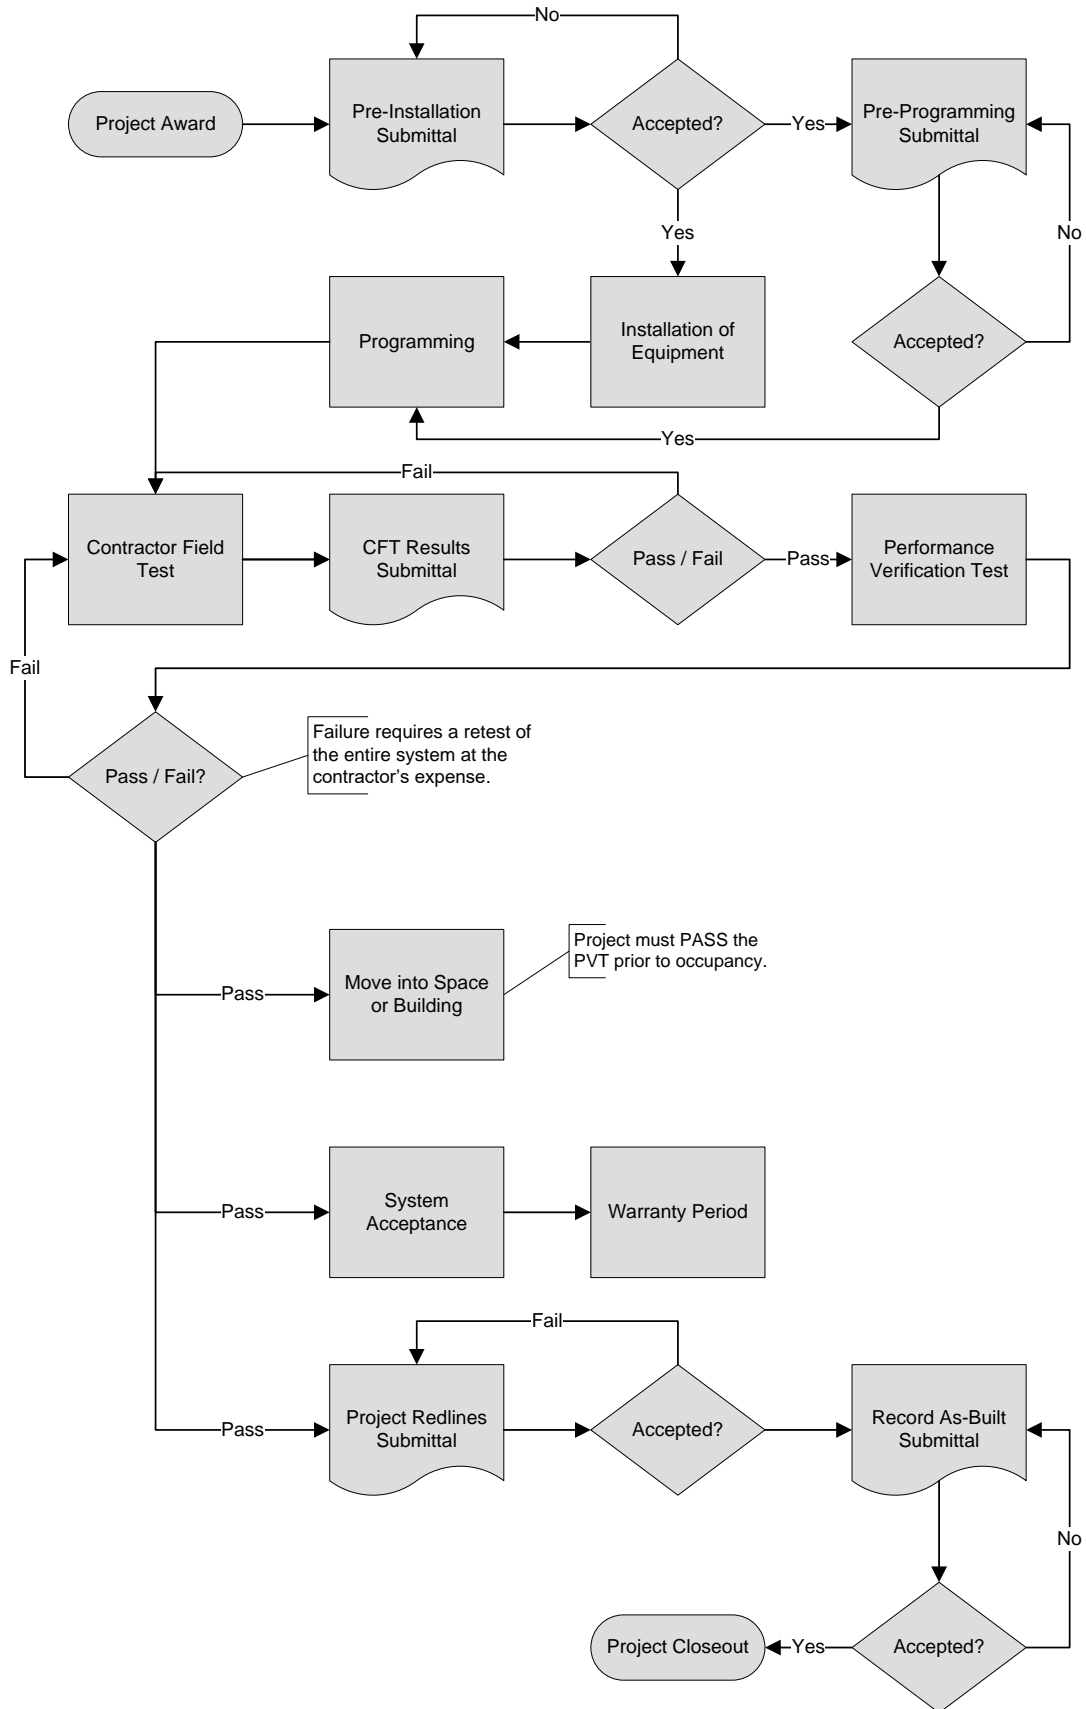 No
Project Award
Pre-Installation
Submittal
Accepted?
Yes
Pre-Programming
Submittal
Yes
No
Programming
Installation of
Equipment
Accepted?
Yes
Fail
Contractor Field
Test
CFT Results
Submittal
Pass / Fail
Pass
Performance
Verification Test
Fail
Pass / Fail?
Failure requires a retest of
the entire system at the
contractor's expense.
Project must PASS the
PVT prior to occupancy.
Pass
Move into Space
or Building
Pass
System
Acceptance
Warranty Period
Fail
Pass
Project Redlines
Submittal
Accepted?
Record As-Built
Submittal
No
Project Closeout
Yes
Accepted?